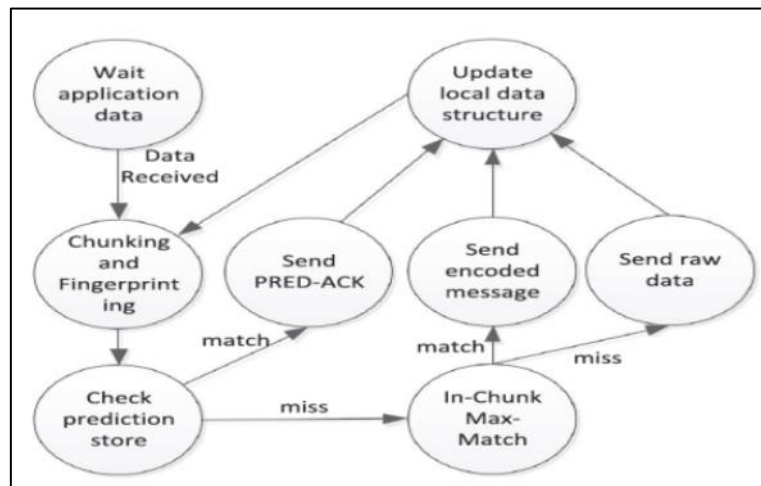 Wait
application
data
Update
local data
structure
Data
Received
Chunking
and
Fingerprint
ing
Send
PRED-ACK
Send
encoded
message
Send raw
data
match
match
miss
Check
prediction
store
miss
In-Chunk
Max-
Match